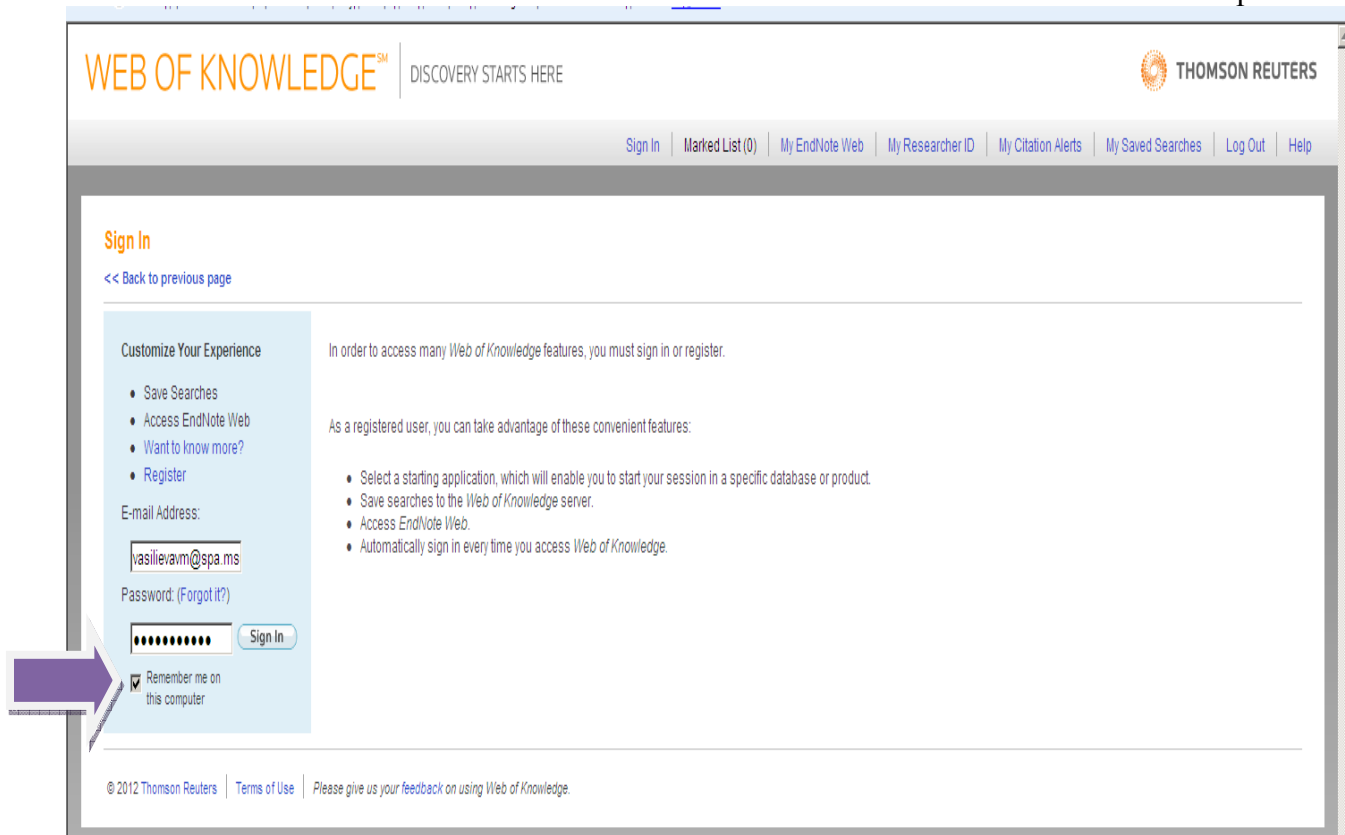 WEB OF KNOWLEDGE℠ DISCOVERY STARTS HERE THOMSON REUTERS
Sign In Marked List (0) My EndNote Web My Researcher ID My Citation Alerts My Saved Searches Log Out Help
Sign In
<< Back to previous page
Customize Your Experience
• Save Searches
• Access EndNote Web
• Want to know more?
• Register
E-mail Address:
vasilievavm@spa.ms
Password: (Forgot it?)
••••••••••• Sign In
Remember me on
this computer
In order to access many Web of Knowledge features, you must sign in or register.
As a registered user, you can take advantage of these convenient features:
• Select a starting application, which will enable you to start your session in a specific database or product.
• Save searches to the Web of Knowledge server.
• Access EndNote Web.
• Automatically sign in every time you access Web of Knowledge.
© 2012 Thomson Reuters Terms of Use Please give us your feedback on using Web of Knowledge.